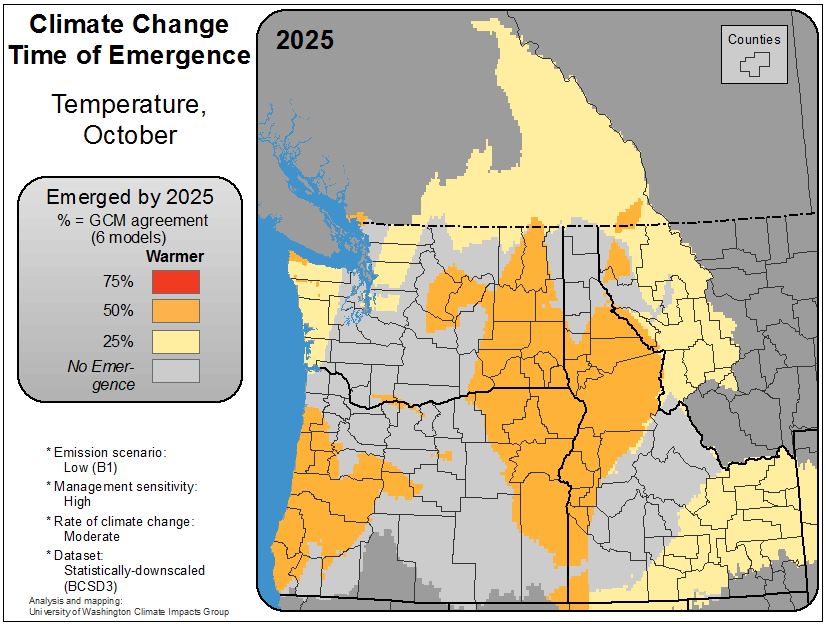 Climate Change
Time of Emergence
Temperature,
October
Emerged by 2025
% = GCM agreement
(6 models)
Warmer
75%
50%
25%
No Emer-
gence
* Emission scenario:
Low (B1)
* Management sensitivity:
High
* Rate of climate change:
Moderate
* Dataset:
Statistically-downscaled
(BCSD3)
Analysis and mapping:
University of Washington Climate Impacts Group
2025
Counties